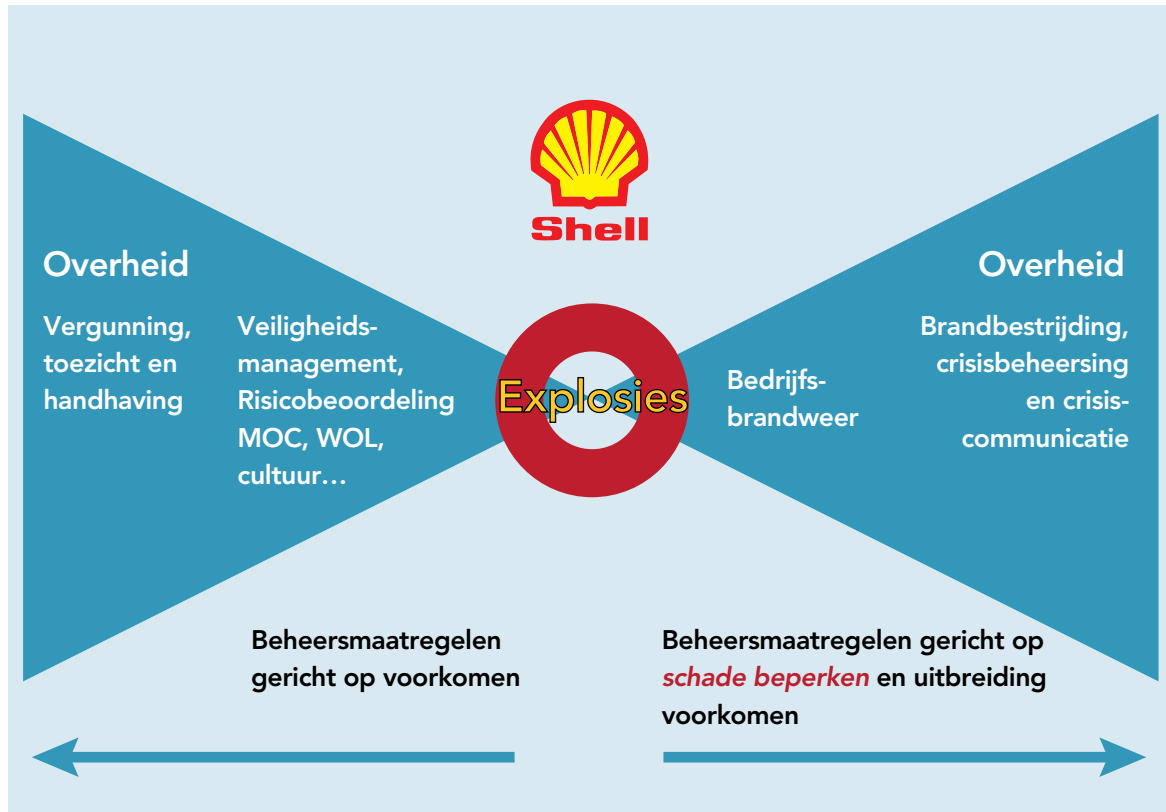 Shell
Overheid
Vergunning,
toezicht en
handhaving
Veiligheids-
management,
Risicobeoordeling
MOC, WOL,
cultuur…
Explosies
Bedrijfs-
brandweer
Overheid
Brandbestrijding,
crisisbeheersing
en crisis-
communicatie
Beheersmaatregelen
gericht op voorkomen
Beheersmaatregelen gericht op
schade beperken en uitbreiding
voorkomen